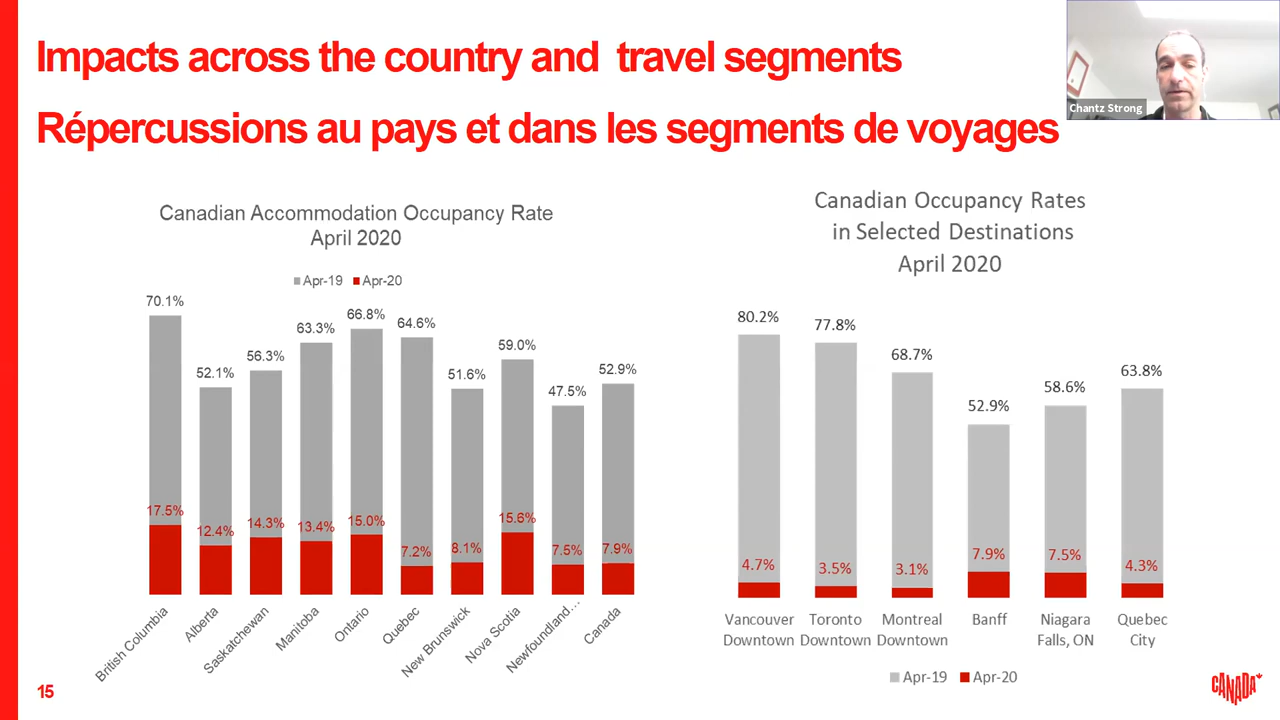 Impacts across the country and travel segments
Répercussions au pays et dans les segments de voyages
Chantz Strong
Canadian Accommodation Occupancy Rate
April 2020
Apr-19 Apr-20
70.1% 52.1% 56.3% 63.3% 66.8% 64.6% 51.6% 59.0% 47.5% 52.9%
17.5% 12.4% 14.3% 13.4% 15.0% 7.2% 8.1% 15.6% 7.5% 7.9%
British Columbia Alberta Saskatchewan Manitoba Ontario Quebec New Brunswick Nova Scotia Newfoundland... Canada
Canadian Occupancy Rates
in Selected Destinations
April 2020
80.2% 77.8% 68.7% 52.9% 58.6% 63.8%
4.7% 3.5% 3.1% 7.9% 7.5% 4.3%
Vancouver Toronto Montreal Banff Niagara Quebec
Downtown Downtown Downtown Falls, ON City
Apr-19 Apr-20
15
CANADA